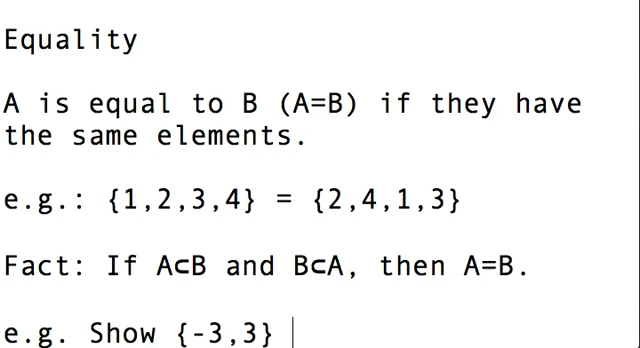 Equality
A is equal to B (A=B) if they have
the same elements.
e.g.: {1,2,3,4} = {2,4,1,3}
Fact: If A⊂B and B⊂A, then A=B.
e.g. Show {-3,3}